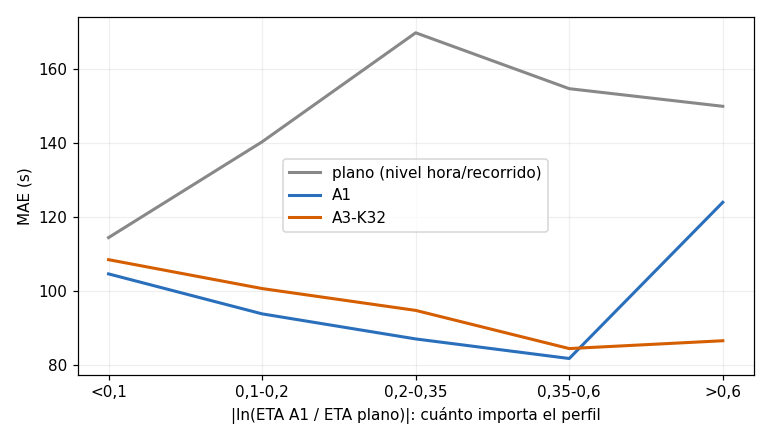 MAE (s)
160
140
120
100
80
plano (nivel hora/recorrido)
A1
A3-K32
<0,1
0,1-0,2
0,2-0,35
0,35-0,6
>0,6
|ln(ETA A1 / ETA plano)|: cuánto importa el perfil